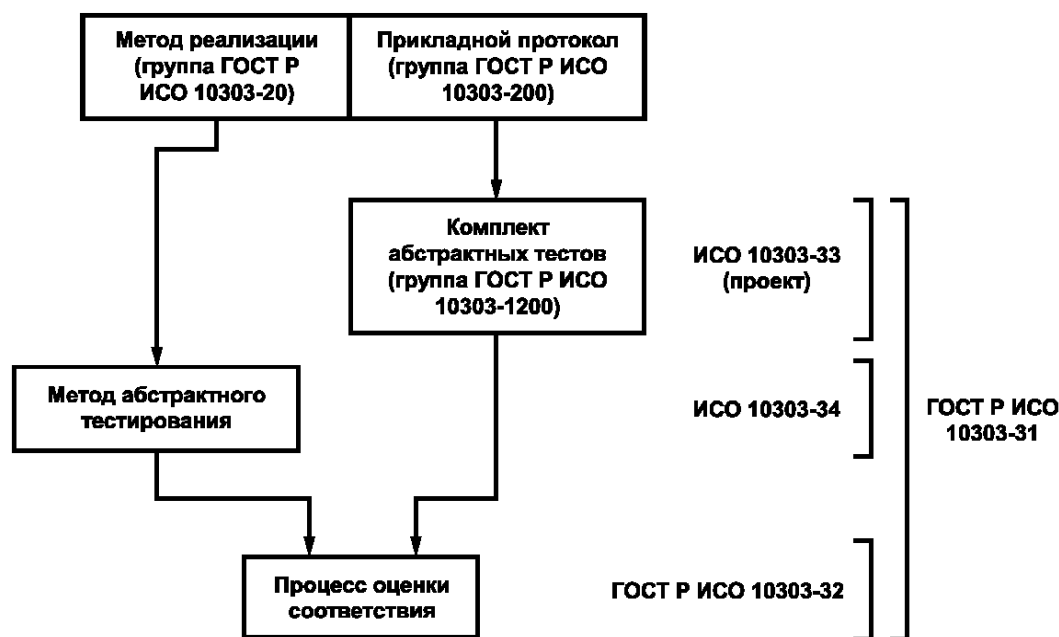 Метод реализации
(группа ГОСТ Р
ИСО 10303-20)
Прикладной протокол
(группа ГОСТ Р ИСО
10303-200)
Комплект
абстрактных тестов
(группа ГОСТ Р ИСО
10303-1200)
ИСО 10303-33
(проект)
Метод абстрактного
тестирования
ИСО 10303-34
ГОСТ Р ИСО
10303-31
Процесс оценки
соответствия
ГОСТ Р ИСО 10303-32